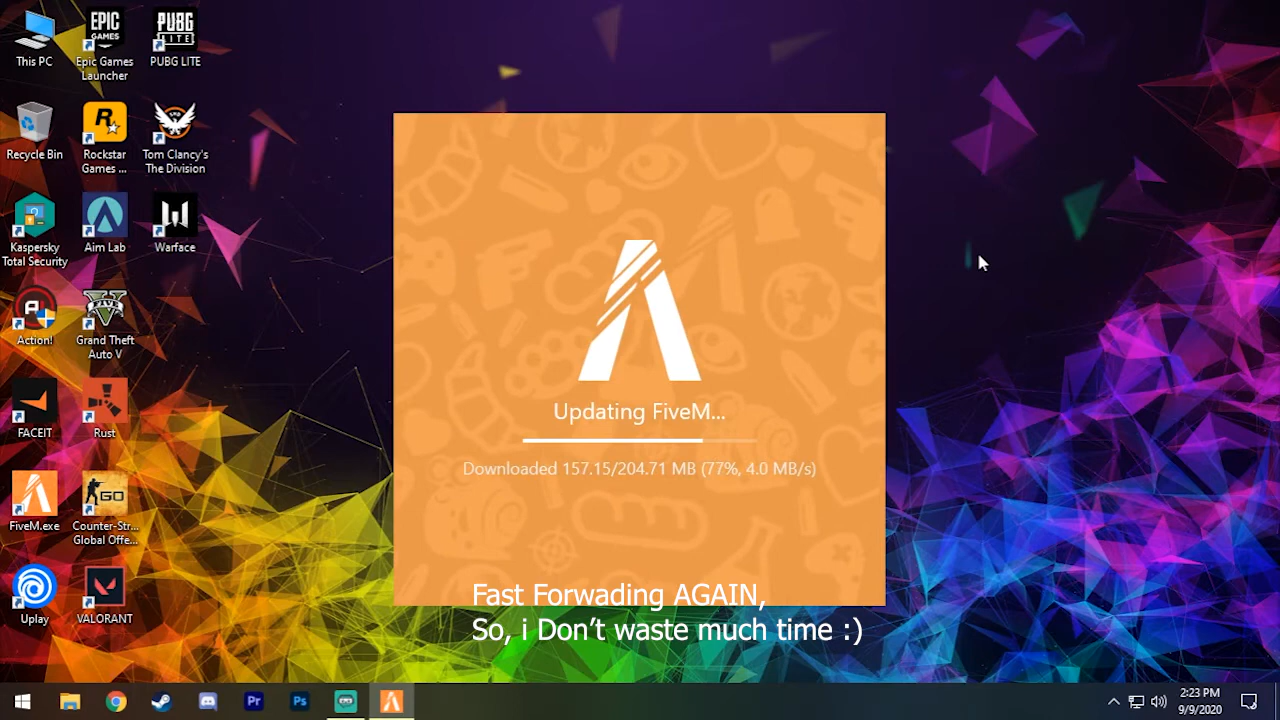 This PC
EPIC
GAMES
Epic Games
Launcher
PUBG
LITE
PUBG LITE
Recycle Bin
R
Rockstar
Games ...
Tom Clancy's
The Division
Kaspersky
Total Security
Aim Lab
Warface
Action!
FIVE
Grand Theft
Auto V
FACEIT
Rust
FiveM.exe
GO
Counter-Str...
Global Offe...
Uplay
VALORANT
Updating FiveM...
Downloaded 157.15/204.71 MB (77%, 4.0 MB/s)
Fast Forwading AGAIN,
So, i Don't waste much time :)
Pr
Ps
2:23 PM
9/9/2020